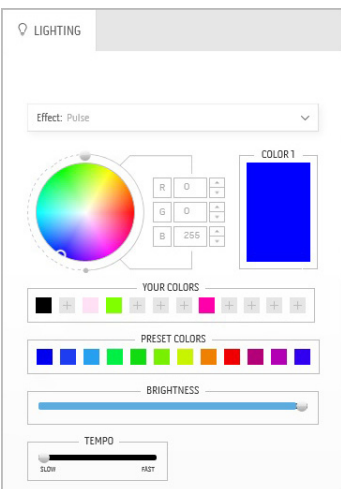 LIGHTING
Effect: Pulse
COLOR 1
R 0
G 0
B 255
YOUR COLORS
PRESET COLORS
BRIGHTNESS
TEMPO
SLOW FAST